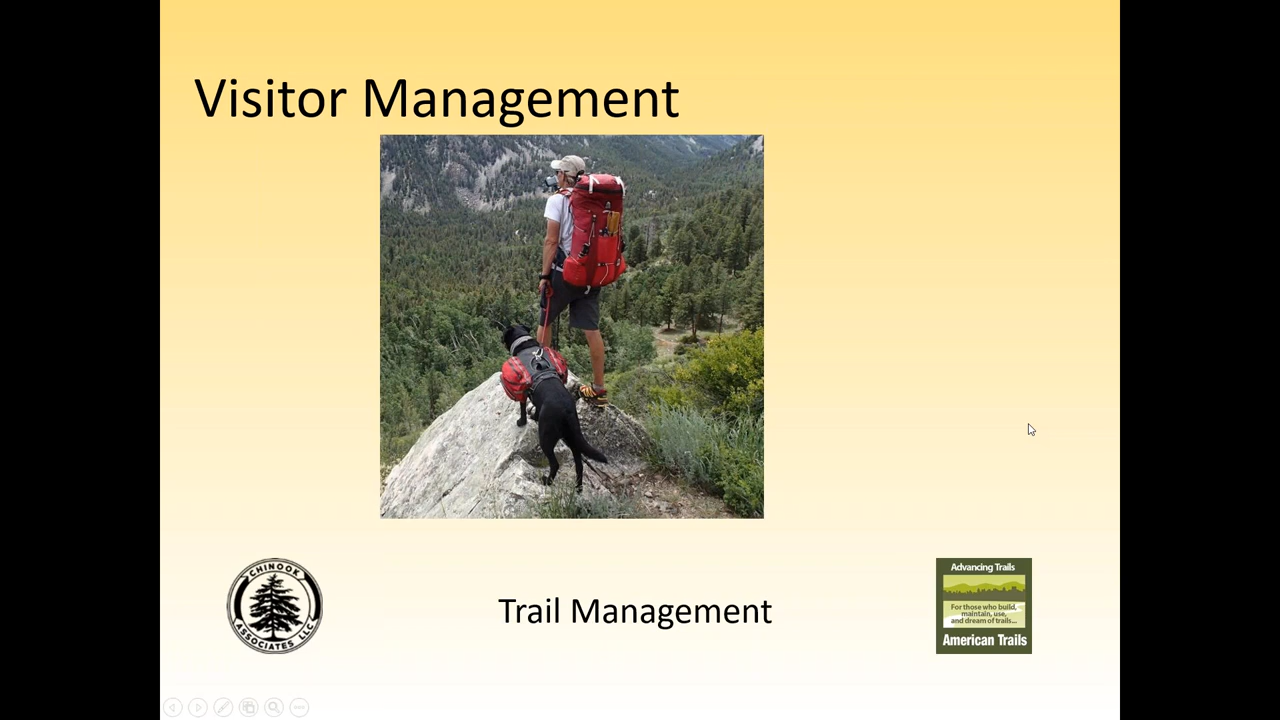 Visitor Management
CHINOOK
ASSOCIATES LLC
Trail Management
Advancing Trails
For those who build,
maintain, use,
and dream of trails...
American Trails